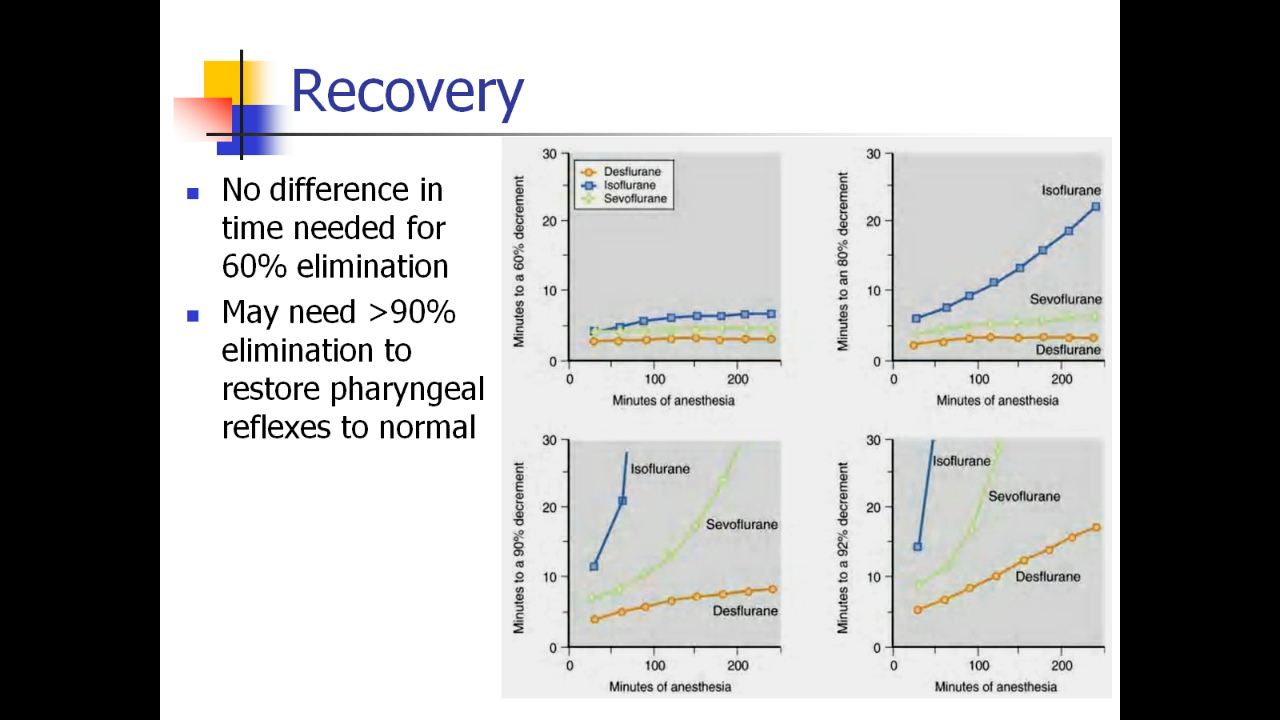 Recovery
No difference in
time needed for
60% elimination
May need >90%
elimination to
restore pharyngeal
reflexes to normal
Minutes to a 60% decrement
30
20
10
0
Desflurane
Isoflurane
Sevoflurane
0 100 200
Minutes of anesthesia
Minutes to an 80% decrement
30
20
10
0
Isoflurane
Sevoflurane
Desflurane
0 100 200
Minutes of anesthesia
Minutes to a 90% decrement
30
20
10
0
Isoflurane
Sevoflurane
Desflurane
0 100 200
Minutes of anesthesia
Minutes to a 92% decrement
30
20
10
0
Isoflurane
Sevoflurane
Desflurane
0 100 200
Minutes of anesthesia